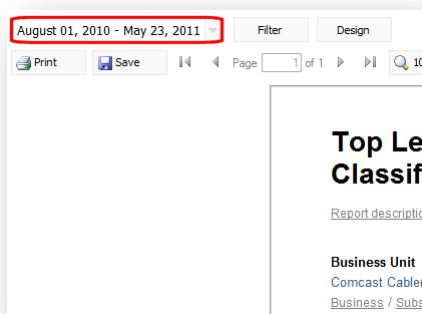 August 01, 2010 - May 23, 2011 Filter Design
Print Save Page 1 of 1 10
Top Le
Classif
Report descriptio
Business Unit
Comcast Cable(
Business / Subs